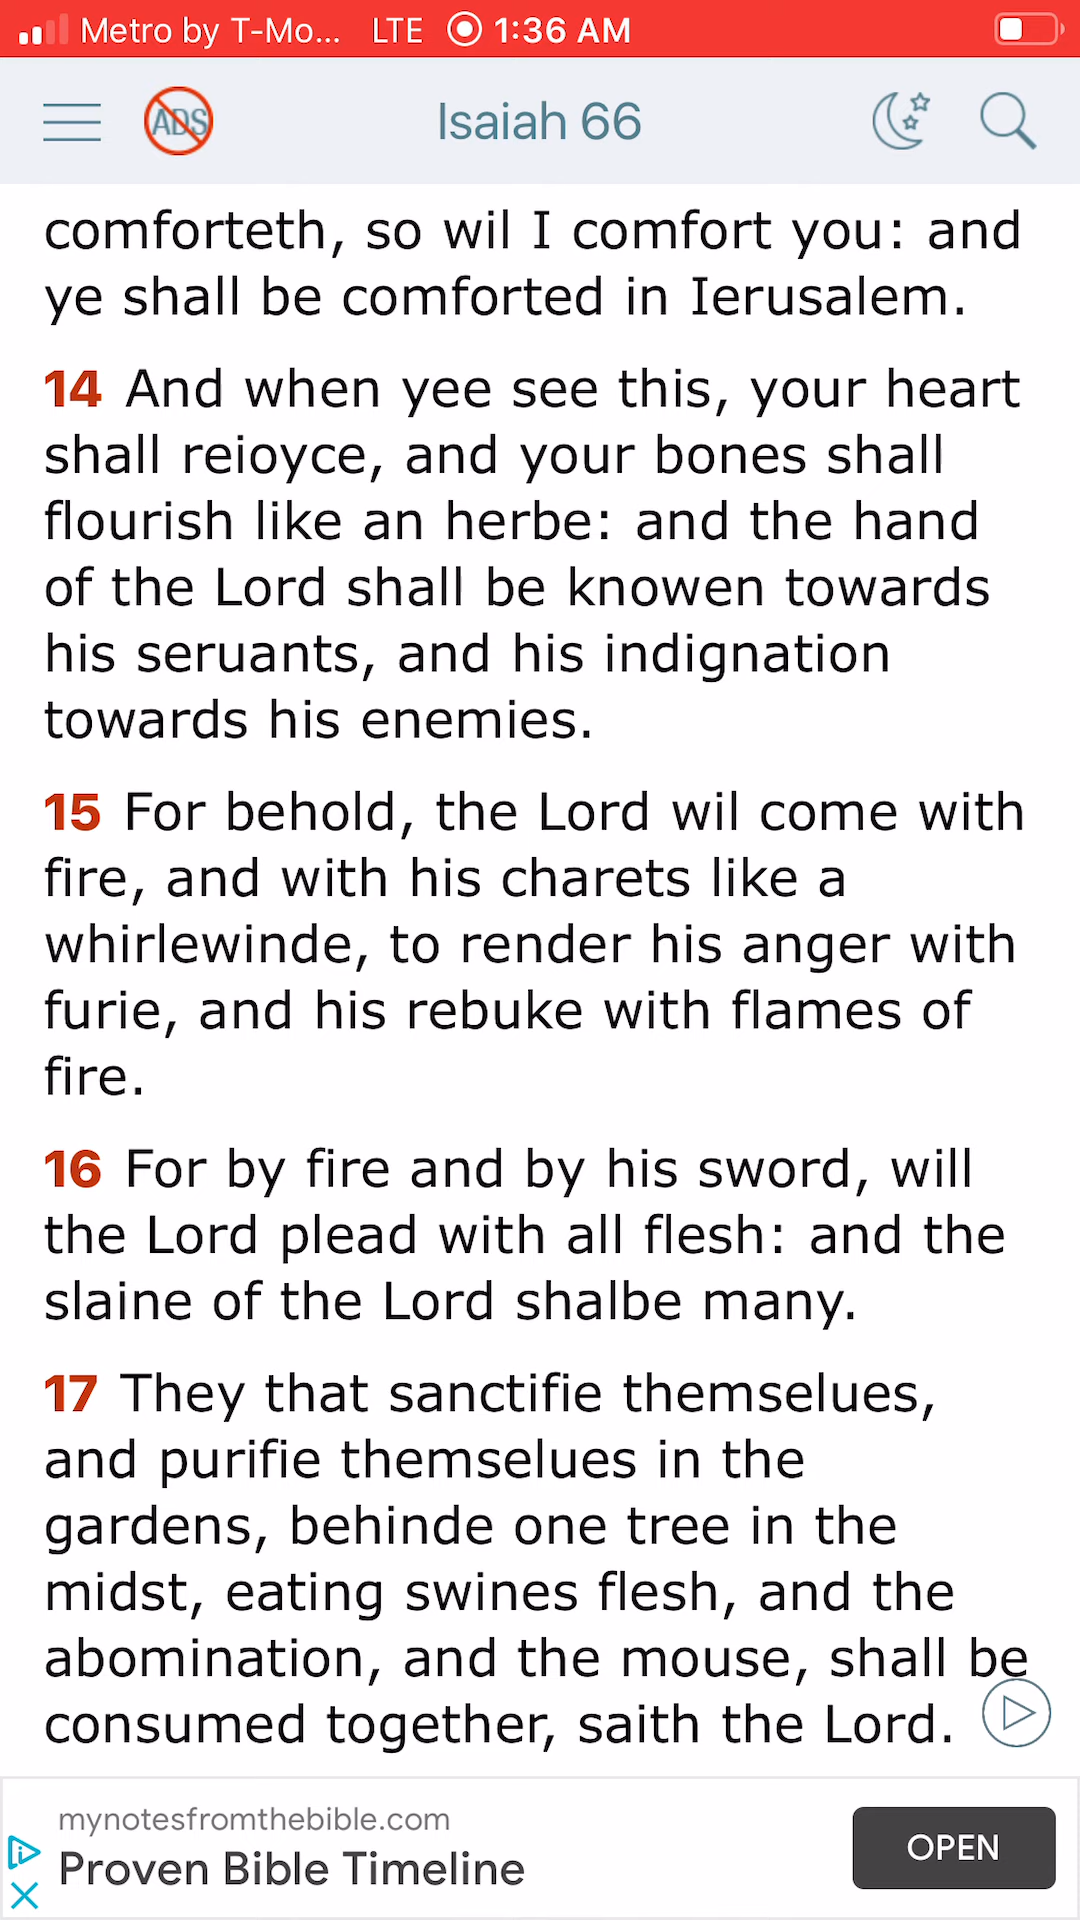 Metro by T-Mo... LTE 1:36 AM
ADS Isaiah 66
comforteth, so wil I comfort you: and
ye shall be comforted in Ierusalem.
14 And when yee see this, your heart
shall reioyce, and your bones shall
flourish like an herbe: and the hand
of the Lord shall be knowen towards
his seruants, and his indignation
towards his enemies.
15 For behold, the Lord wil come with
fire, and with his charets like a
whirlewinde, to render his anger with
furie, and his rebuke with flames of
fire.
16 For by fire and by his sword, will
the Lord plead with all flesh: and the
slaine of the Lord shalbe many.
17 They that sanctifie themselues,
and purifie themselues in the
gardens, behinde one tree in the
midst, eating swines flesh, and the
abomination, and the mouse, shall be
consumed together, saith the Lord.
mynotesfromthebible.com
Proven Bible Timeline
OPEN